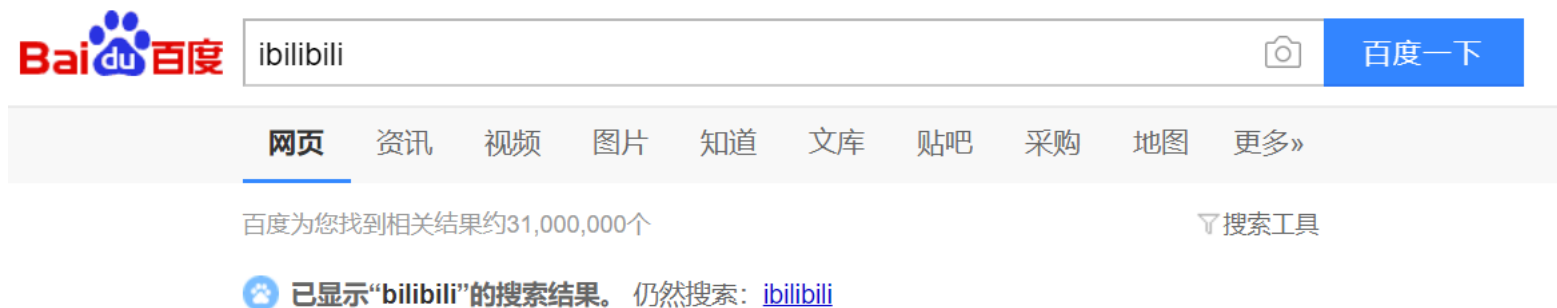 Bai du 百度 ibilibili 百度一下
网页 资讯 视频 图片 知道 文库 贴吧 采购 地图 更多»
百度为您找到相关结果约31,000,000个 搜索工具
已显示“bilibili”的搜索结果。 仍然搜索：ibilibili